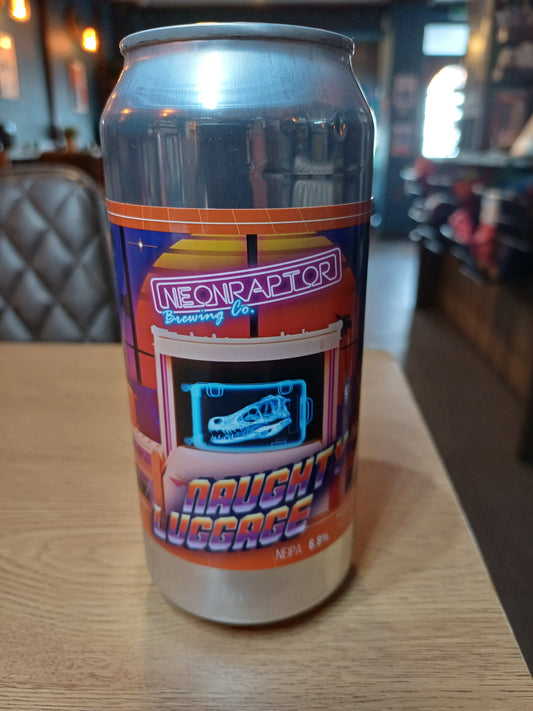 NEONRAPTOR
Brewing Co.
NAUGHTY
LUGGAGE
NEIPA 6.8%